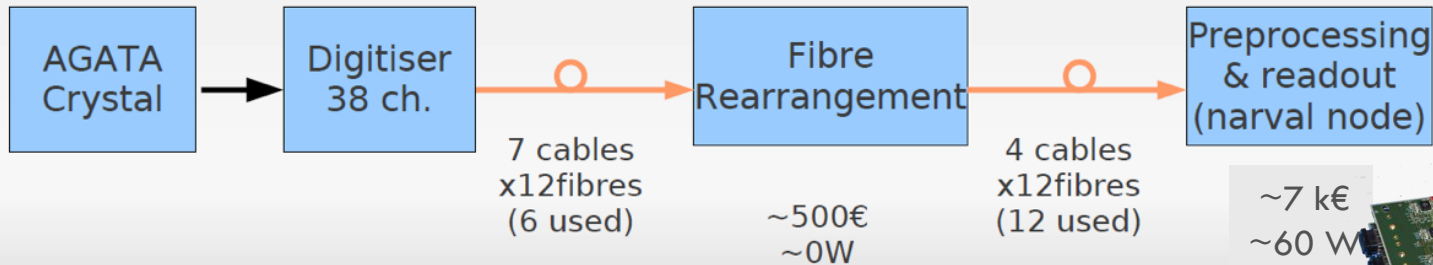 AGATA
Crystal
Digitiser
38 ch.
7 cables
x12fibres
(6 used)
Fibre
Rearrangement
~500€
~0W
4 cables
x12fibres
(12 used)
Preprocessing
& readout
(narval node)
~7 k€
~60 W